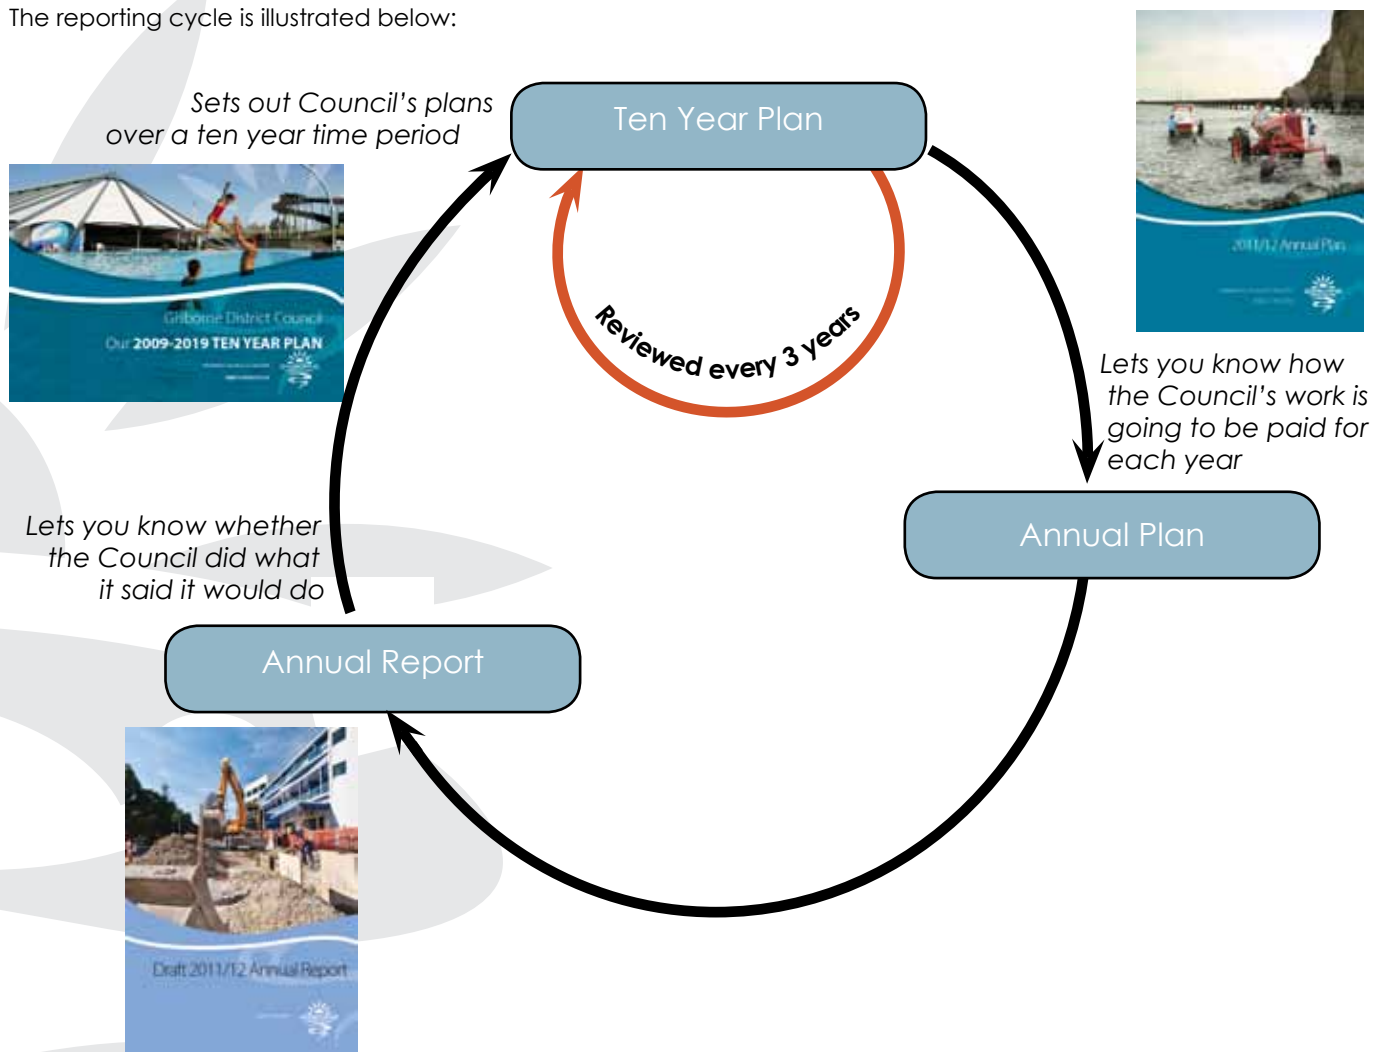 The reporting cycle is illustrated below:
Sets out Council’s plans
over a ten year time period
Ten Year Plan
Reviewed every 3 years
Gisborne District Council
Our 2009-2019 TEN YEAR PLAN
2011/12 Annual Plan
Lets you know how
the Council’s work is
going to be paid for
each year
Annual Plan
Lets you know whether
the Council did what
it said it would do
Annual Report
Draft 2011/12 Annual Report